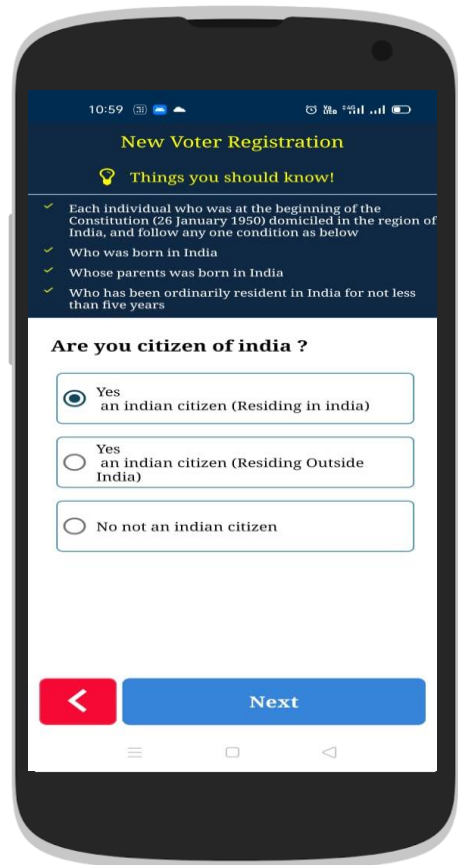 10:59
New Voter Registration
Things you should know!
Each individual who was at the beginning of the
Constitution (26 January 1950) domiciled in the region of
India, and follow any one condition as below
Who was born in India
Whose parents was born in India
Who has been ordinarily resident in India for not less
than five years
Are you citizen of india ?
Yes
an indian citizen (Residing in india)
Yes
an indian citizen (Residing Outside
India)
No not an indian citizen
Next